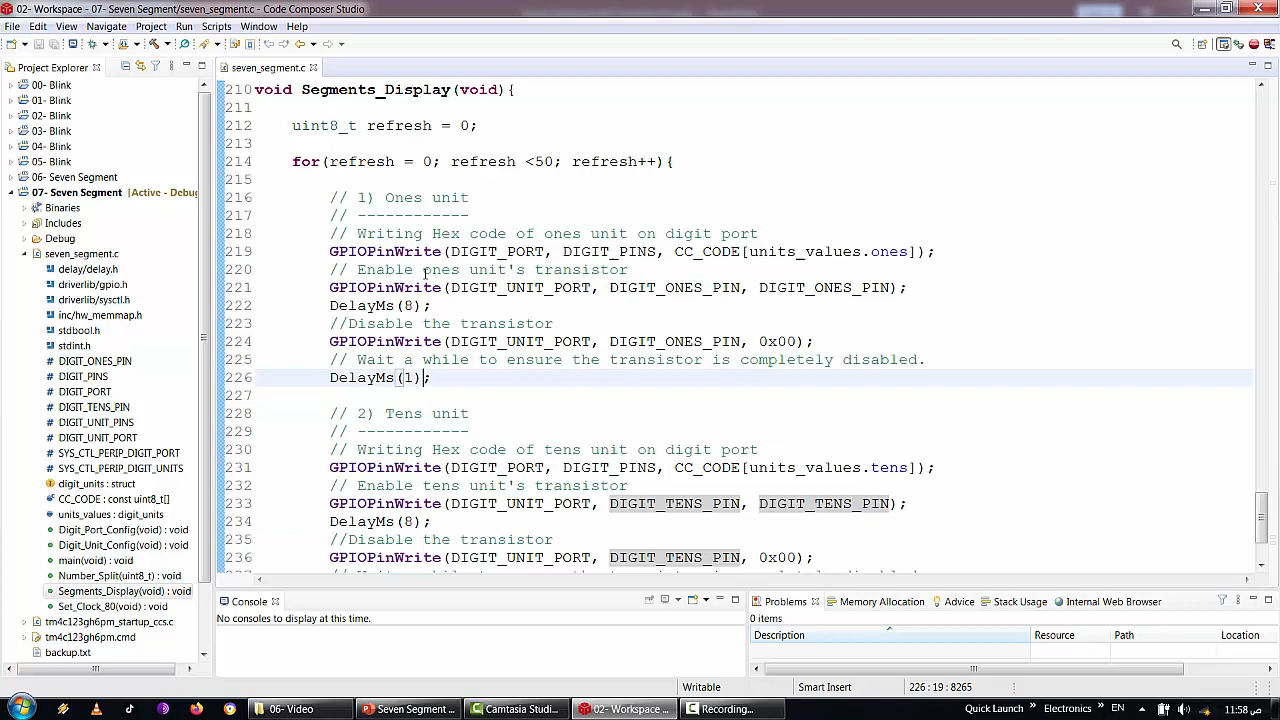 02- Workspace - 07- Seven Segment/seven_segment.c - Code Composer Studio
File Edit View Navigate Project Run Scripts Window Help
Project Explorer
seven_segment.c
00- Blink
01- Blink
02- Blink
03- Blink
04- Blink
05- Blink
06- Seven Segment
07- Seven Segment [Active - Debug
Binaries
Includes
Debug
seven_segment.c
delay/delay.h
driverlib/gpio.h
driverlib/sysctl.h
inc/hw_memmap.h
stdbool.h
stdint.h
DIGIT_ONES_PIN
DIGIT_PINS
DIGIT_PORT
DIGIT_TENS_PIN
DIGIT_UNIT_PINS
DIGIT_UNIT_PORT
SYS_CTL_PERIP_DIGIT_PORT
SYS_CTL_PERIP_DIGIT_UNITS
digit_units : struct
CC_CODE : const uint8_t[]
units_values : digit_units
Digit_Port_Config(void) : void
Digit_Unit_Config(void) : void
main(void) : void
Number_Split(uint8_t) : void
Segments_Display(void) : void
Set_Clock_80(void) : void
tm4c123gh6pm_startup_ccs.c
tm4c123gh6pm.cmd
backup.txt
210 void Segments_Display(void){
211
212 uint8_t refresh = 0;
213
214 for(refresh = 0; refresh <50; refresh++){
215
216 // 1) Ones unit
217 // ------------
218 // Writing Hex code of ones unit on digit port
219 GPIOPinWrite(DIGIT_PORT, DIGIT_PINS, CC_CODE[units_values.ones]);
220 // Enable ones unit's transistor
221 GPIOPinWrite(DIGIT_UNIT_PORT, DIGIT_ONES_PIN, DIGIT_ONES_PIN);
222 DelayMs(8);
223 //Disable the transistor
224 GPIOPinWrite(DIGIT_UNIT_PORT, DIGIT_ONES_PIN, 0x00);
225 // Wait a while to ensure the transistor is completely disabled.
226 DelayMs(1);
227
228 // 2) Tens unit
229 // ------------
230 // Writing Hex code of tens unit on digit port
231 GPIOPinWrite(DIGIT_PORT, DIGIT_PINS, CC_CODE[units_values.tens]);
232 // Enable tens unit's transistor
233 GPIOPinWrite(DIGIT_UNIT_PORT, DIGIT_TENS_PIN, DIGIT_TENS_PIN);
234 DelayMs(8);
235 //Disable the transistor
236 GPIOPinWrite(DIGIT_UNIT_PORT, DIGIT_TENS_PIN, 0x00);
Console
No consoles to display at this time.
Problems Memory Allocation Advice Stack Usage Internal Web Browser
0 items
Description Resource Path Location
Writable Smart Insert 226 : 19 : 8265
06- Video Seven Segment ... Camtasia Studi... 02- Workspace ... Recording... Quick Launch » Electronics » EN 11:58 ص